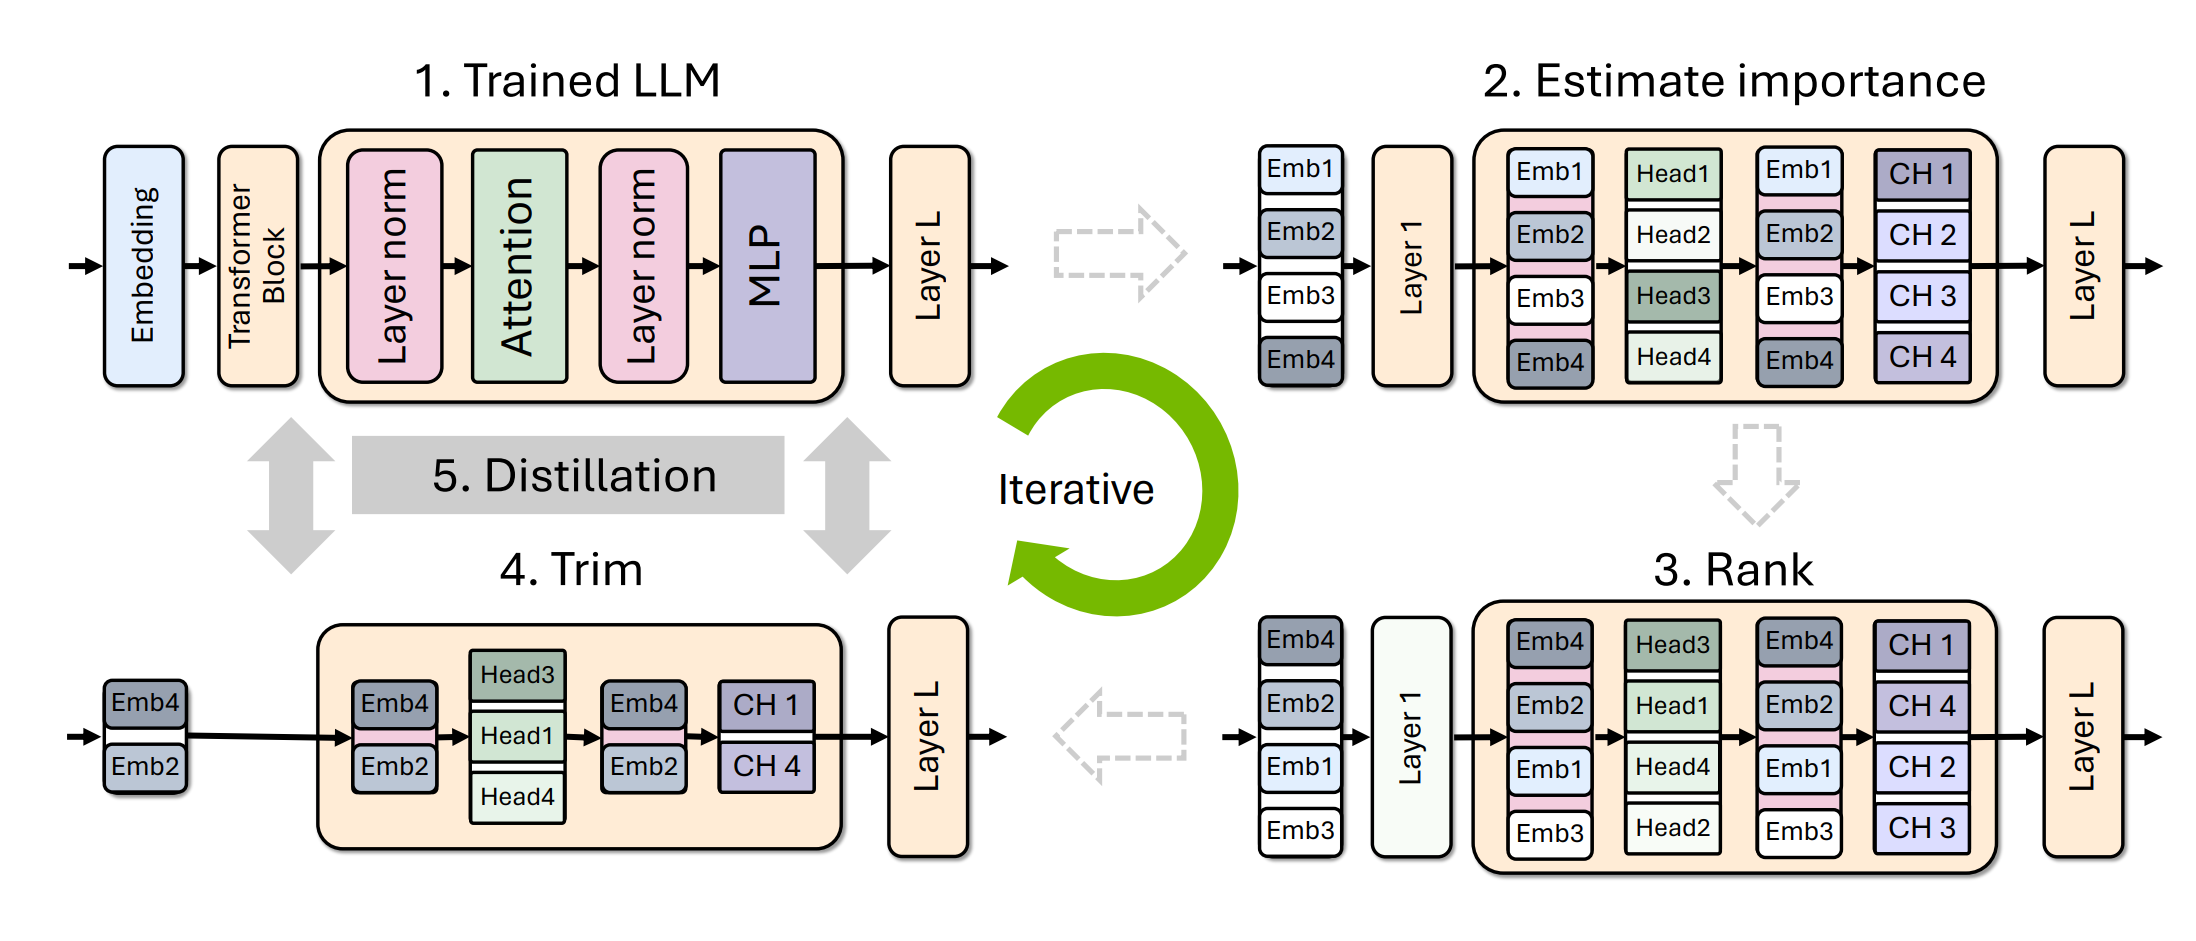 1. Trained LLM
Embedding
Transformer
Block
Layer norm
Attention
Layer norm
MLP
Layer L
2. Estimate importance
Emb1
Emb2
Emb3
Emb4
Layer 1
Emb1
Emb2
Emb3
Emb4
Head1
Head2
Head3
Head4
Emb1
Emb2
Emb3
Emb4
CH 1
CH 2
CH 3
CH 4
Layer L
Iterative
3. Rank
Emb4
Emb2
Emb1
Emb3
Layer 1
Emb4
Emb2
Emb1
Emb3
Head3
Head1
Head4
Head2
Emb4
Emb2
Emb1
Emb3
CH 1
CH 4
CH 2
CH 3
Layer L
4. Trim
Emb4
Emb2
Emb4
Emb2
Head3
Head1
Head4
Emb4
Emb2
CH 1
CH 4
Layer L
5. Distillation